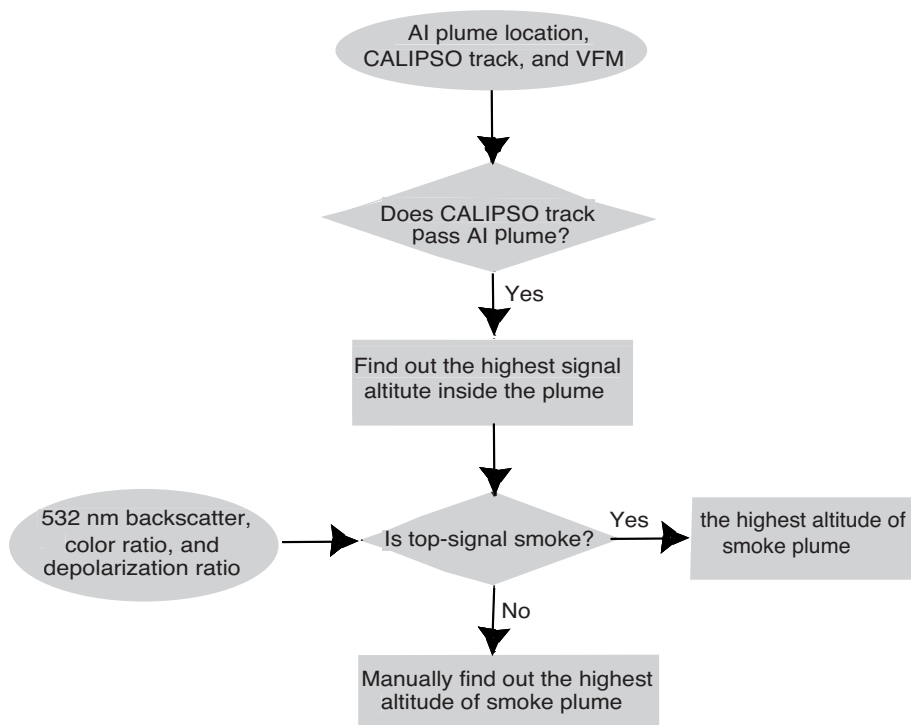 AI plume location,
CALIPSO track, and VFM
Does CALIPSO track
pass AI plume?
Yes
Find out the highest signal
altitute inside the plume
532 nm backscatter,
color ratio, and
depolarization ratio
Is top-signal smoke?
Yes
the highest altitude of
smoke plume
No
Manually find out the highest
altitude of smoke plume